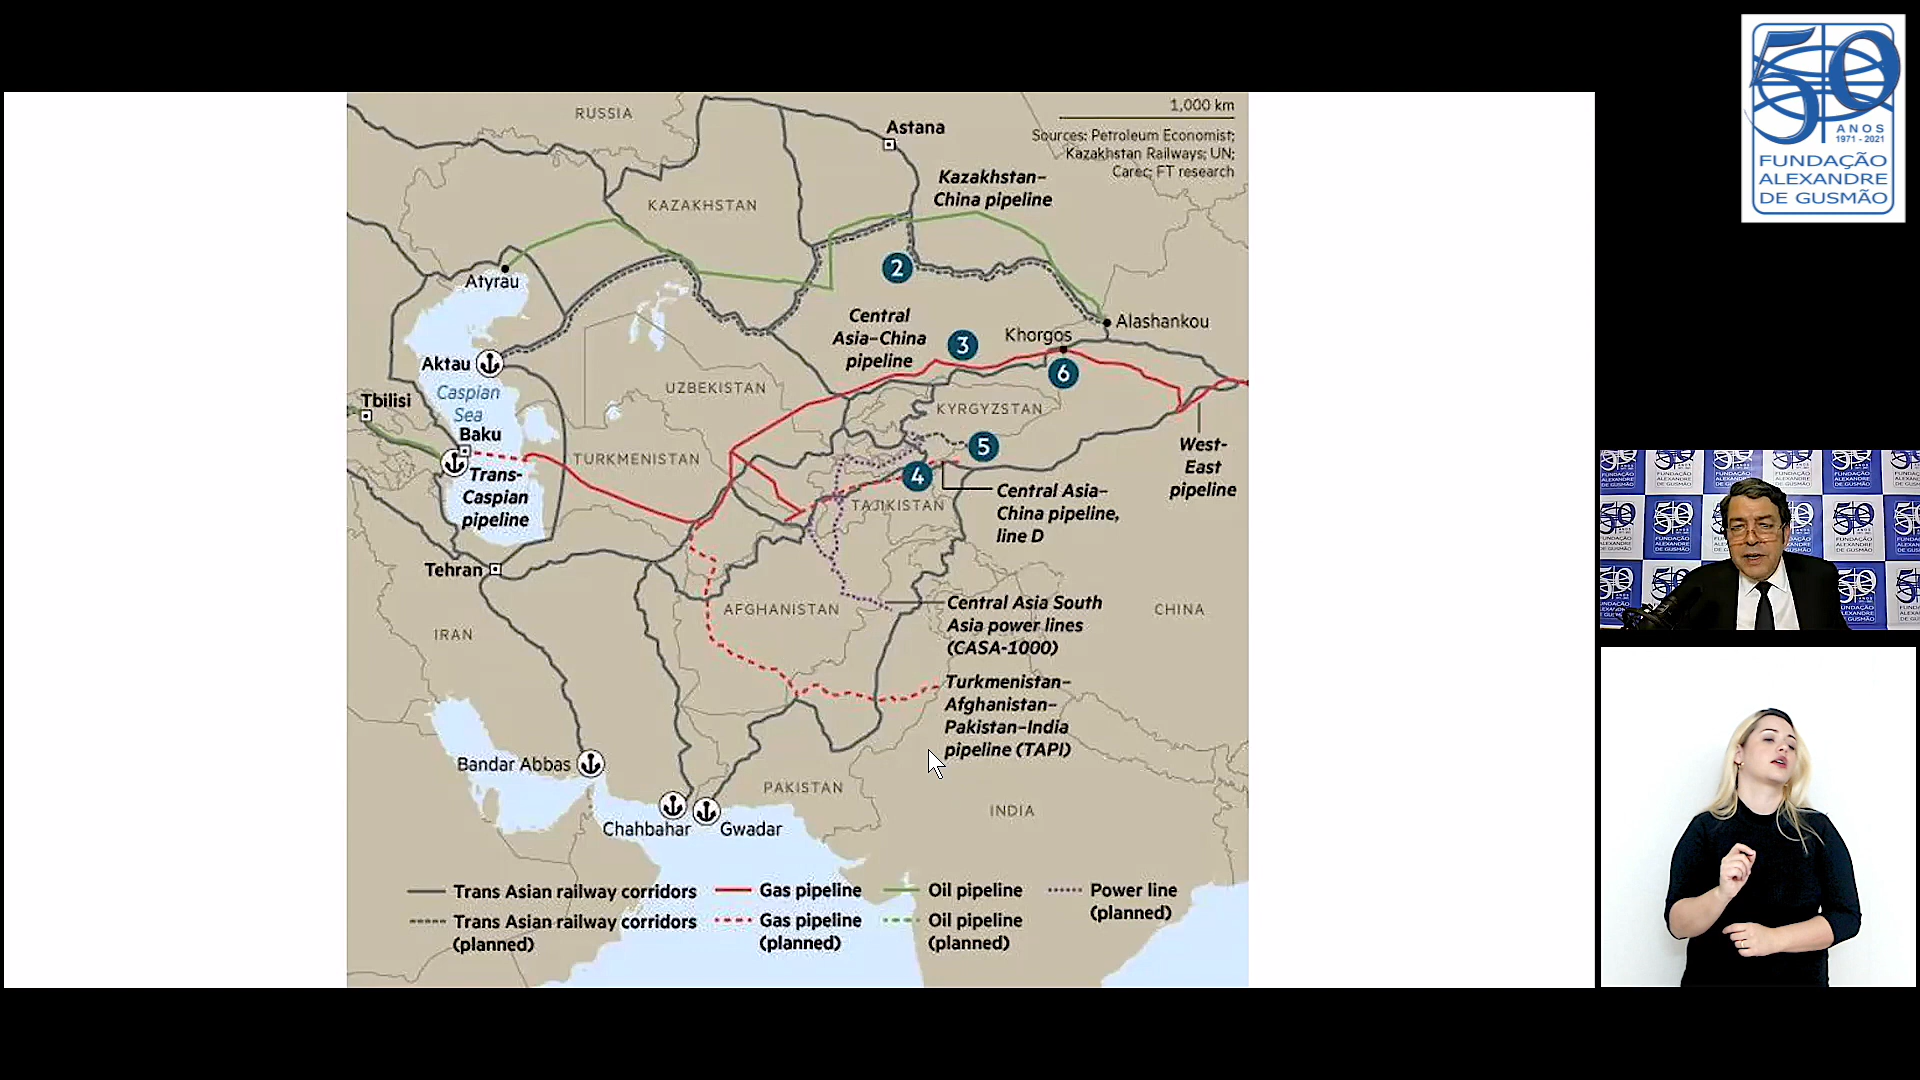 RUSSIA
1,000 km
Sources: Petroleum Economist;
Kazakhstan Railways; UN;
Carec; FT research
Astana
Kazakhstan–
China pipeline
KAZAKHSTAN
2
Atyrau
Central
Asia–China
pipeline
3
Khorgos
Alashankou
6
Aktau
Caspian
Sea
UZBEKISTAN
KYRGYZSTAN
Tbilisi
Baku
5
TURKMENISTAN
4
West-
East
pipeline
Trans-
Caspian
pipeline
TAJIKISTAN
Central Asia–
China pipeline,
line D
Tehran
AFGHANISTAN
Central Asia South
Asia power lines
(CASA-1000)
CHINA
IRAN
Turkmenistan–
Afghanistan–
Pakistan–India
pipeline (TAPI)
Bandar Abbas
PAKISTAN
INDIA
Chahbahar
Gwadar
Trans Asian railway corridors
Gas pipeline
Oil pipeline
Power line
(planned)
Trans Asian railway corridors
(planned)
Gas pipeline
(planned)
Oil pipeline
(planned)
50
ANOS
1971 - 2021
FUNDAÇÃO
ALEXANDRE
DE GUSMÃO